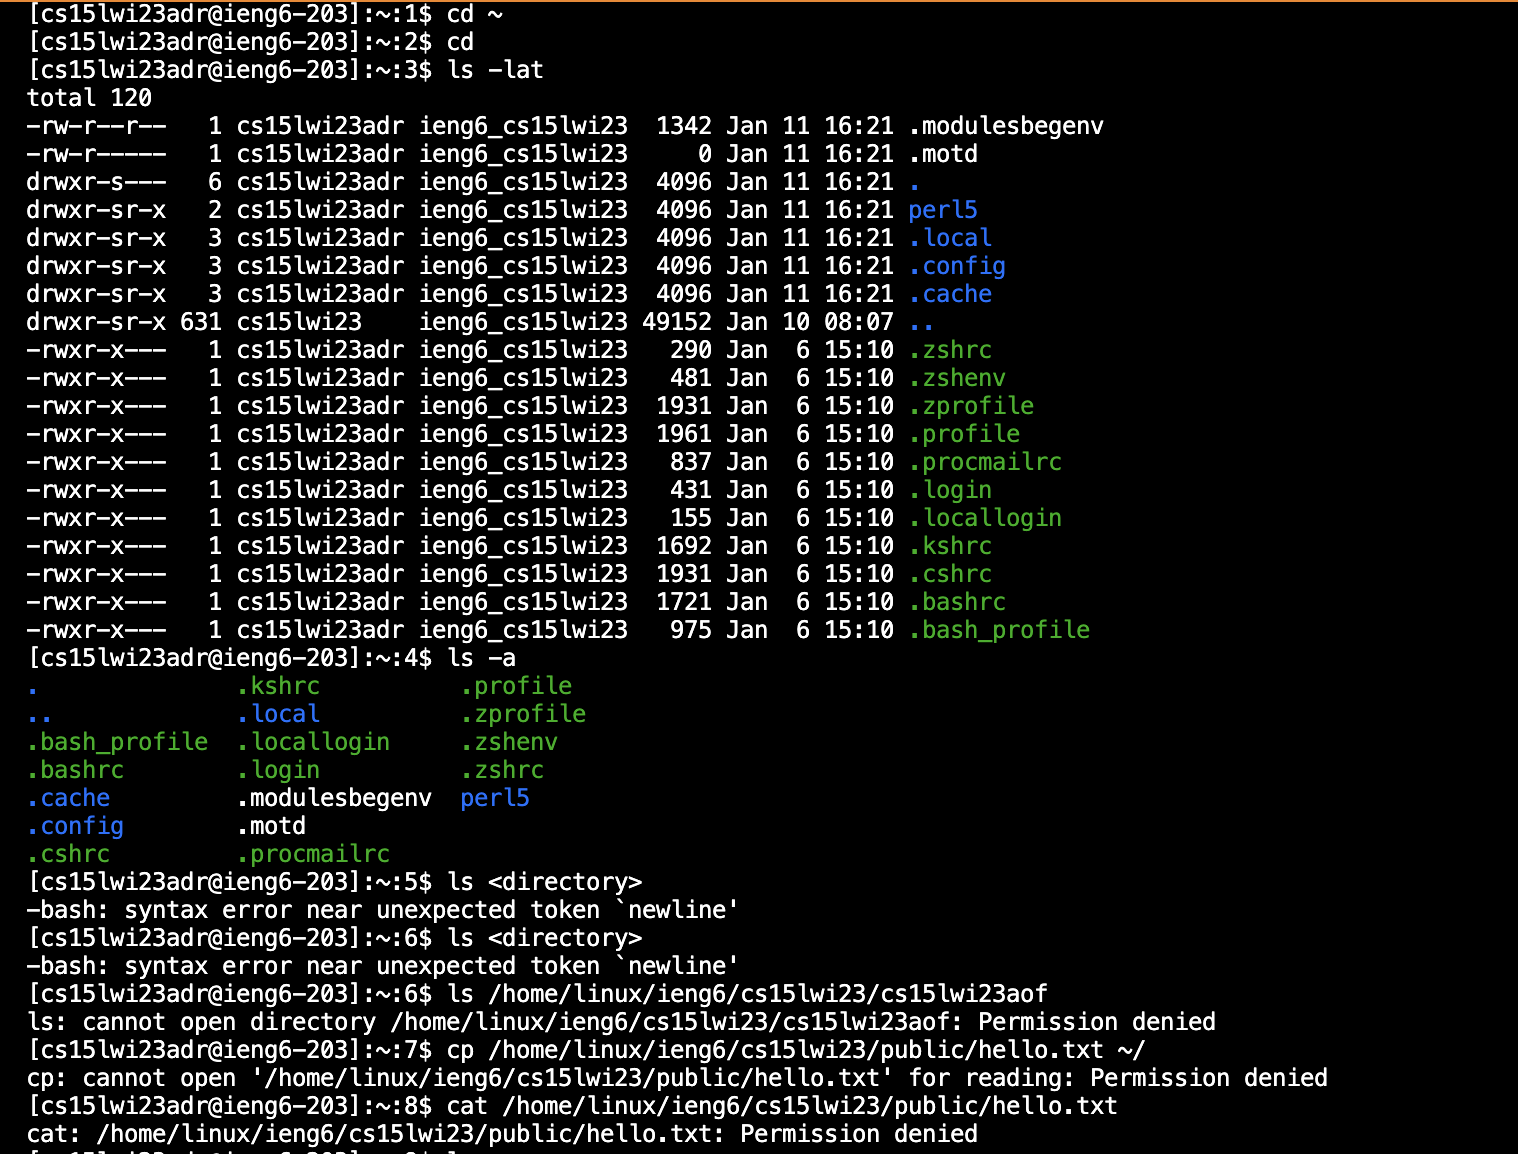 [cs15lwi23adr@ieng6-203]:~:1$ cd ~
[cs15lwi23adr@ieng6-203]:~:2$ cd
[cs15lwi23adr@ieng6-203]:~:3$ ls -lat
total 120
-rw-r--r--   1 cs15lwi23adr ieng6_cs15lwi23  1342 Jan 11 16:21 .modulesbegenv
-rw-r-----   1 cs15lwi23adr ieng6_cs15lwi23     0 Jan 11 16:21 .motd
drwxr-s---   6 cs15lwi23adr ieng6_cs15lwi23  4096 Jan 11 16:21 .
drwxr-sr-x   2 cs15lwi23adr ieng6_cs15lwi23  4096 Jan 11 16:21 perl5
drwxr-sr-x   3 cs15lwi23adr ieng6_cs15lwi23  4096 Jan 11 16:21 .local
drwxr-sr-x   3 cs15lwi23adr ieng6_cs15lwi23  4096 Jan 11 16:21 .config
drwxr-sr-x   3 cs15lwi23adr ieng6_cs15lwi23  4096 Jan 11 16:21 .cache
drwxr-sr-x 631 cs15lwi23    ieng6_cs15lwi23 49152 Jan 10 08:07 ..
-rwxr-x---   1 cs15lwi23adr ieng6_cs15lwi23   290 Jan  6 15:10 .zshrc
-rwxr-x---   1 cs15lwi23adr ieng6_cs15lwi23   481 Jan  6 15:10 .zshenv
-rwxr-x---   1 cs15lwi23adr ieng6_cs15lwi23  1931 Jan  6 15:10 .zprofile
-rwxr-x---   1 cs15lwi23adr ieng6_cs15lwi23  1961 Jan  6 15:10 .profile
-rwxr-x---   1 cs15lwi23adr ieng6_cs15lwi23   837 Jan  6 15:10 .procmailrc
-rwxr-x---   1 cs15lwi23adr ieng6_cs15lwi23   431 Jan  6 15:10 .login
-rwxr-x---   1 cs15lwi23adr ieng6_cs15lwi23   155 Jan  6 15:10 .locallogin
-rwxr-x---   1 cs15lwi23adr ieng6_cs15lwi23  1692 Jan  6 15:10 .kshrc
-rwxr-x---   1 cs15lwi23adr ieng6_cs15lwi23  1931 Jan  6 15:10 .cshrc
-rwxr-x---   1 cs15lwi23adr ieng6_cs15lwi23  1721 Jan  6 15:10 .bashrc
-rwxr-x---   1 cs15lwi23adr ieng6_cs15lwi23   975 Jan  6 15:10 .bash_profile
[cs15lwi23adr@ieng6-203]:~:4$ ls -a
.              .kshrc          .profile
..             .local          .zprofile
.bash_profile  .locallogin     .zshenv
.bashrc        .login          .zshrc
.cache         .modulesbegenv  perl5
.config        .motd
.cshrc         .procmailrc
[cs15lwi23adr@ieng6-203]:~:5$ ls <directory>
-bash: syntax error near unexpected token `newline'
[cs15lwi23adr@ieng6-203]:~:6$ ls <directory>
-bash: syntax error near unexpected token `newline'
[cs15lwi23adr@ieng6-203]:~:6$ ls /home/linux/ieng6/cs15lwi23/cs15lwi23aof
ls: cannot open directory /home/linux/ieng6/cs15lwi23/cs15lwi23aof: Permission denied
[cs15lwi23adr@ieng6-203]:~:7$ cp /home/linux/ieng6/cs15lwi23/public/hello.txt ~/
cp: cannot open '/home/linux/ieng6/cs15lwi23/public/hello.txt' for reading: Permission denied
[cs15lwi23adr@ieng6-203]:~:8$ cat /home/linux/ieng6/cs15lwi23/public/hello.txt
cat: /home/linux/ieng6/cs15lwi23/public/hello.txt: Permission denied